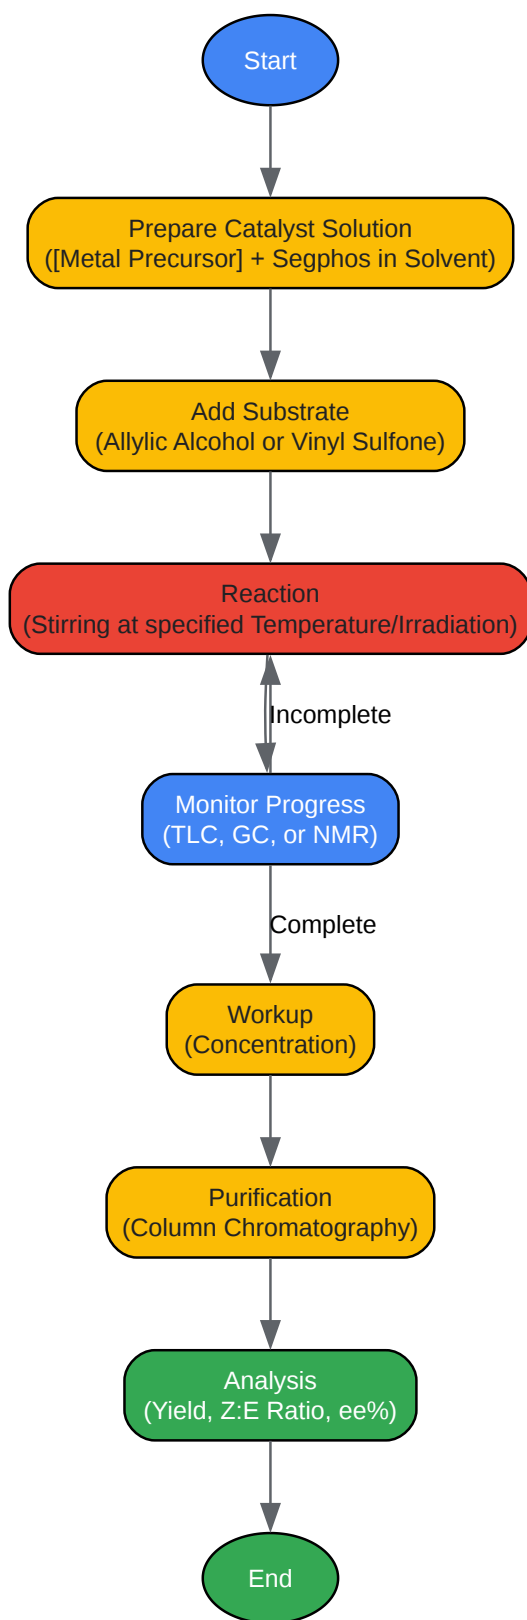 Start
Prepare Catalyst Solution
([Metal Precursor] + Segphos in Solvent)
Add Substrate
(Allylic Alcohol or Vinyl Sulfone)
Reaction
(Stirring at specified Temperature/Irradiation)
Incomplete
Monitor Progress
(TLC, GC, or NMR)
Complete
Workup
(Concentration)
Purification
(Column Chromatography)
Analysis
(Yield, Z:E Ratio, ee%)
End